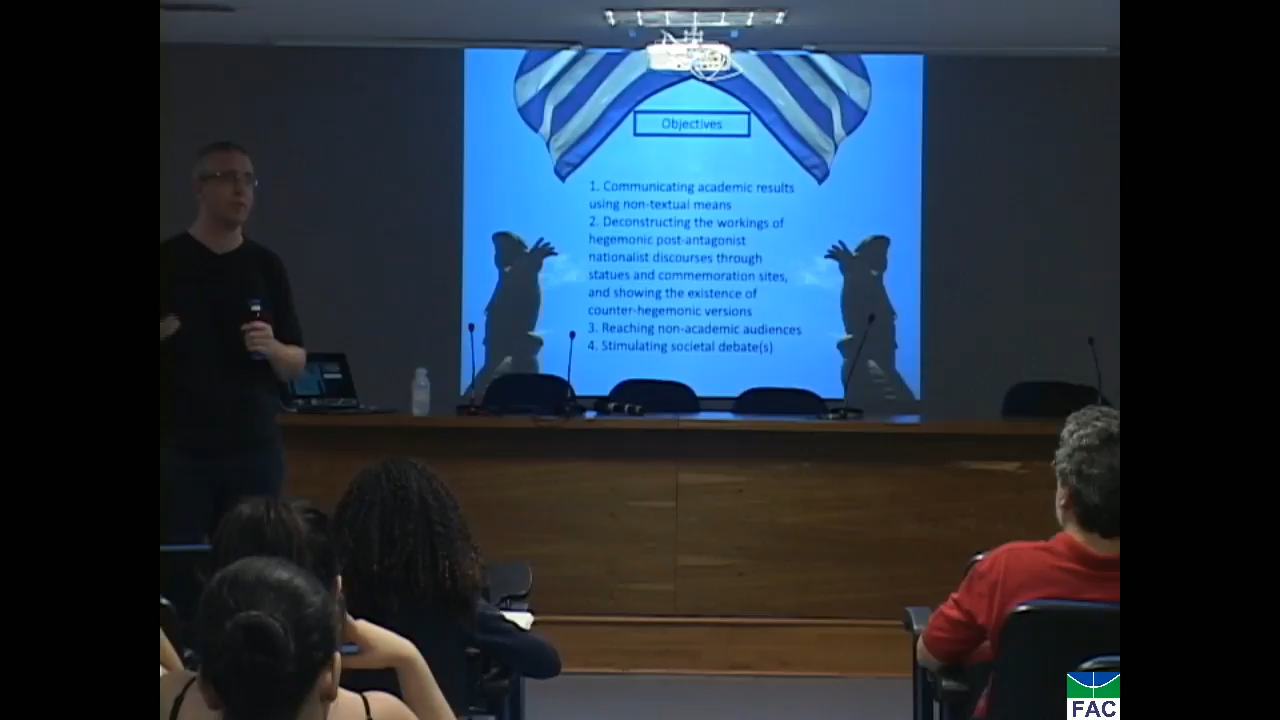 Objectives
1. Communicating academic results
using non-textual means
2. Deconstructing the workings of
hegemonic post-antagonist
nationalist discourses through
statues and commemoration sites,
and showing the existence of
counter-hegemonic versions
3. Reaching non-academic audiences
4. Stimulating societal debate(s)
FAC